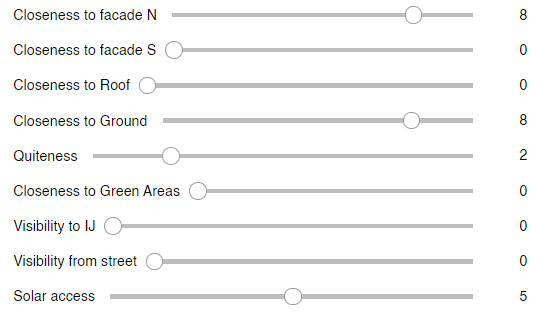 Closeness to facade N 8
Closeness to facade S 0
Closeness to Roof 0
Closeness to Ground 8
Quiteness 2
Closeness to Green Areas 0
Visibility to IJ 0
Visibility from street 0
Solar access 5